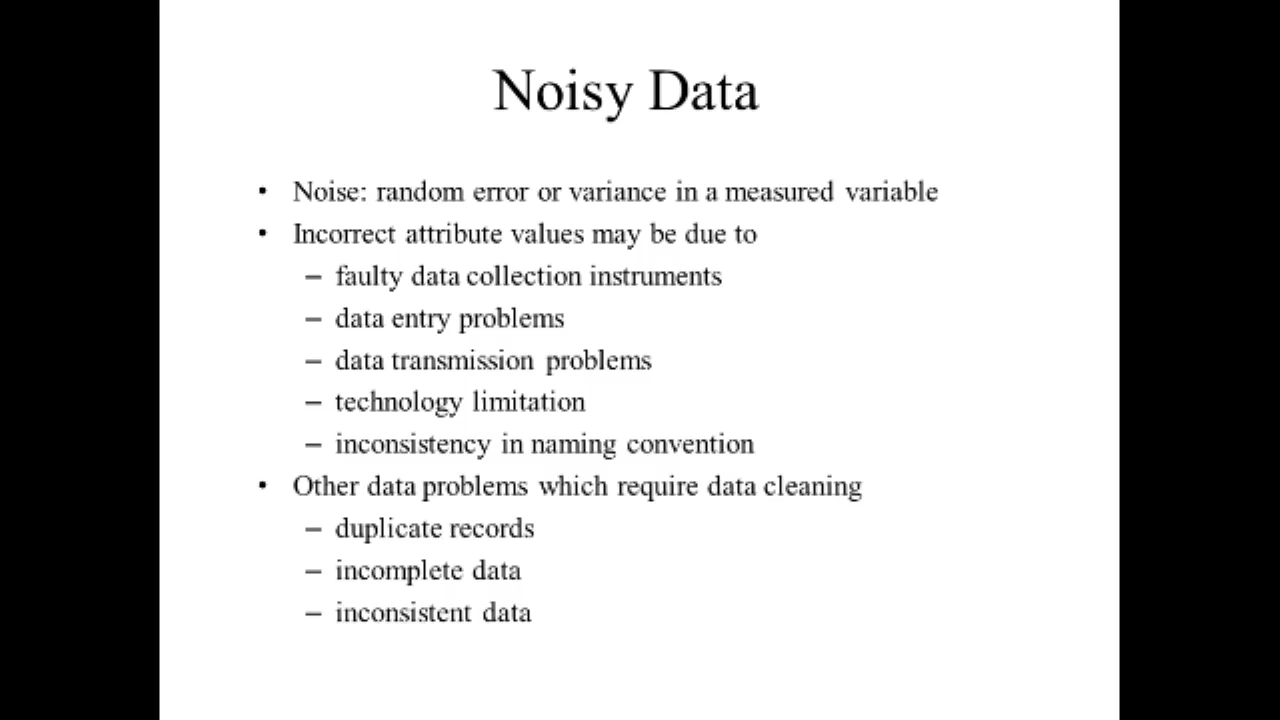 Noisy Data
• Noise: random error or variance in a measured variable
• Incorrect attribute values may be due to
– faulty data collection instruments
– data entry problems
– data transmission problems
– technology limitation
– inconsistency in naming convention
• Other data problems which require data cleaning
– duplicate records
– incomplete data
– inconsistent data